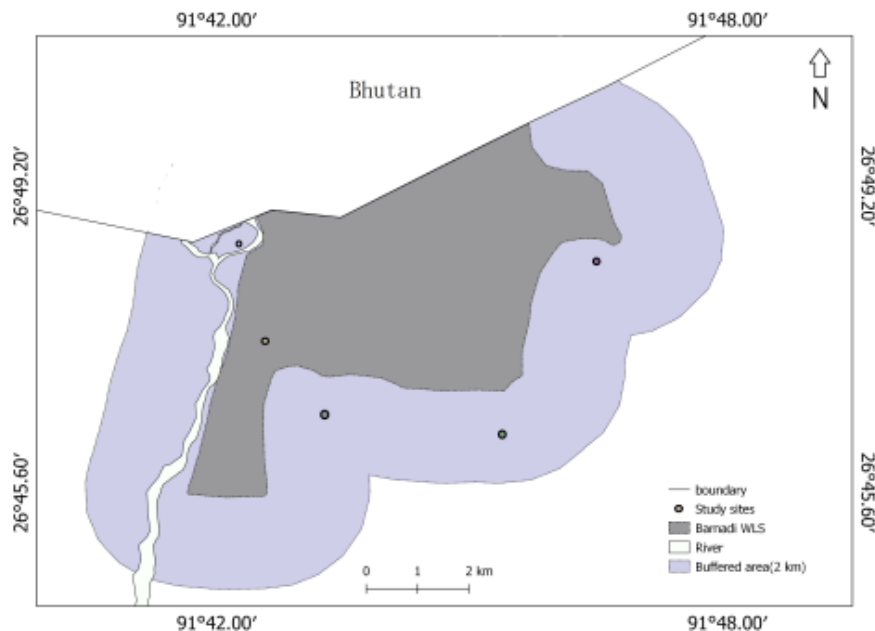 91°42.00' 91°48.00'
Bhutan
N
26°49.20' 26°49.20'
26°45.60' 26°45.60'
boundary
Study sites
Barnadi WLS
River
Buffered area(2 km)
0 1 2 km
91°42.00' 91°48.00'